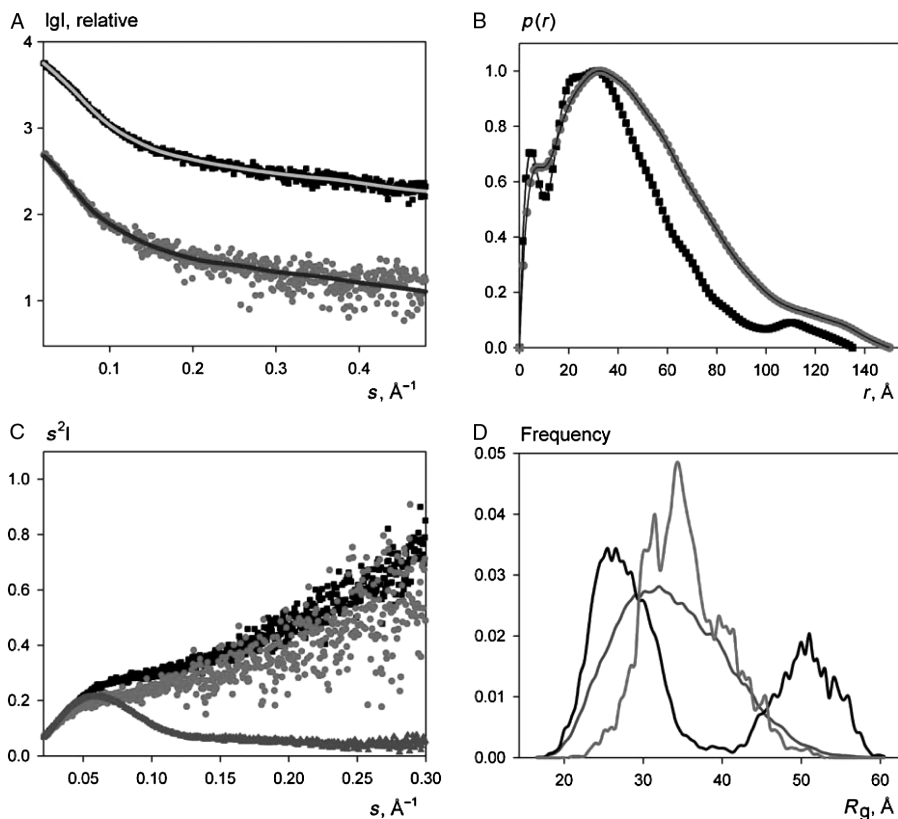 A lgI, relative
4
3
2
1
0.1 0.2 0.3 0.4
s, Å⁻¹
B p(r)
1.0
0.8
0.6
0.4
0.2
0.0
0 20 40 60 80 100 120 140
r, Å
C s²I
1.0
0.8
0.6
0.4
0.2
0.0
0.05 0.10 0.15 0.20 0.25 0.30
s, Å⁻¹
D Frequency
0.05
0.04
0.03
0.02
0.01
0.00
20 30 40 50 60
Rg, Å